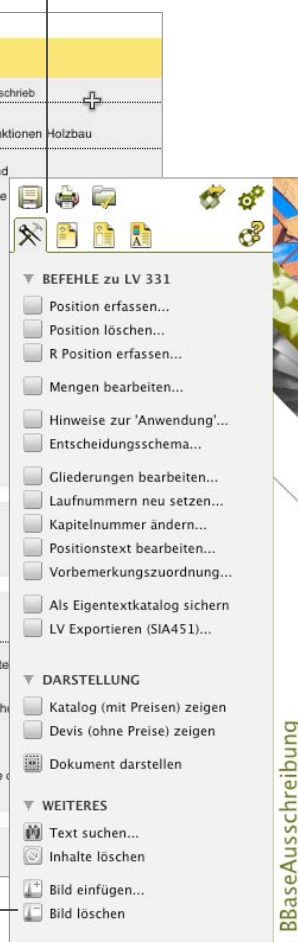 schrieb
ktionen Holzbau
d
e
BEFEHLE zu LV 331
Position erfassen...
Position löschen...
R Position erfassen...
Mengen bearbeiten...
Hinweise zur 'Anwendung'...
Entscheidungsschema...
Gliederungen bearbeiten...
Laufnummern neu setzen...
Kapitelnummer ändern...
Positionstext bearbeiten...
Vorbemerkungszuordnung...
Als Eigentextkatalog sichern
LV Exportieren (SIA451)...
DARSTELLUNG
Katalog (mit Preisen) zeigen
Devis (ohne Preise) zeigen
Dokument darstellen
WEITERES
Text suchen...
Inhalte löschen
Bild einfügen...
Bild löschen
BBaseAusschreibung